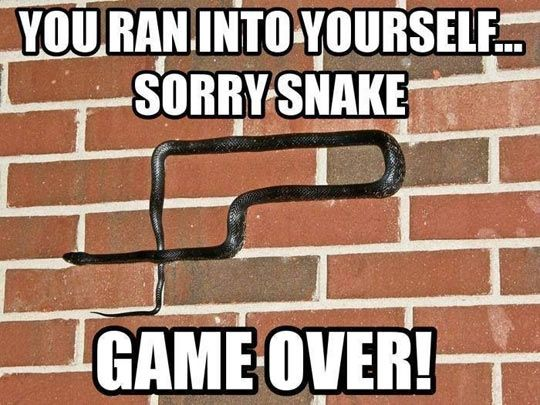 YOU RAN INTO YOURSELF...
SORRY SNAKE
GAME OVER!